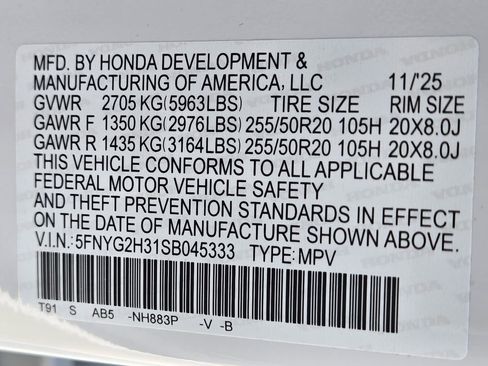 MFD. BY HONDA DEVELOPMENT &
MANUFACTURING OF AMERICA, LLC 11/'25
GVWR 2705 KG(5963LBS) TIRE SIZE RIM SIZE
GAWR F 1350 KG(2976LBS) 255/50R20 105H 20X8.0J
GAWR R 1435 KG(3164LBS) 255/50R20 105H 20X8.0J
THIS VEHICLE CONFORMS TO ALL APPLICABLE
FEDERAL MOTOR VEHICLE SAFETY
AND THEFT PREVENTION STANDARDS IN EFFECT
ON THE DATE OF MANUFACTURE SHOWN ABOVE.
V.I.N.: 5FNYG2H31SB045333 TYPE: MPV
T91 S AB5 -NH883P -V -B